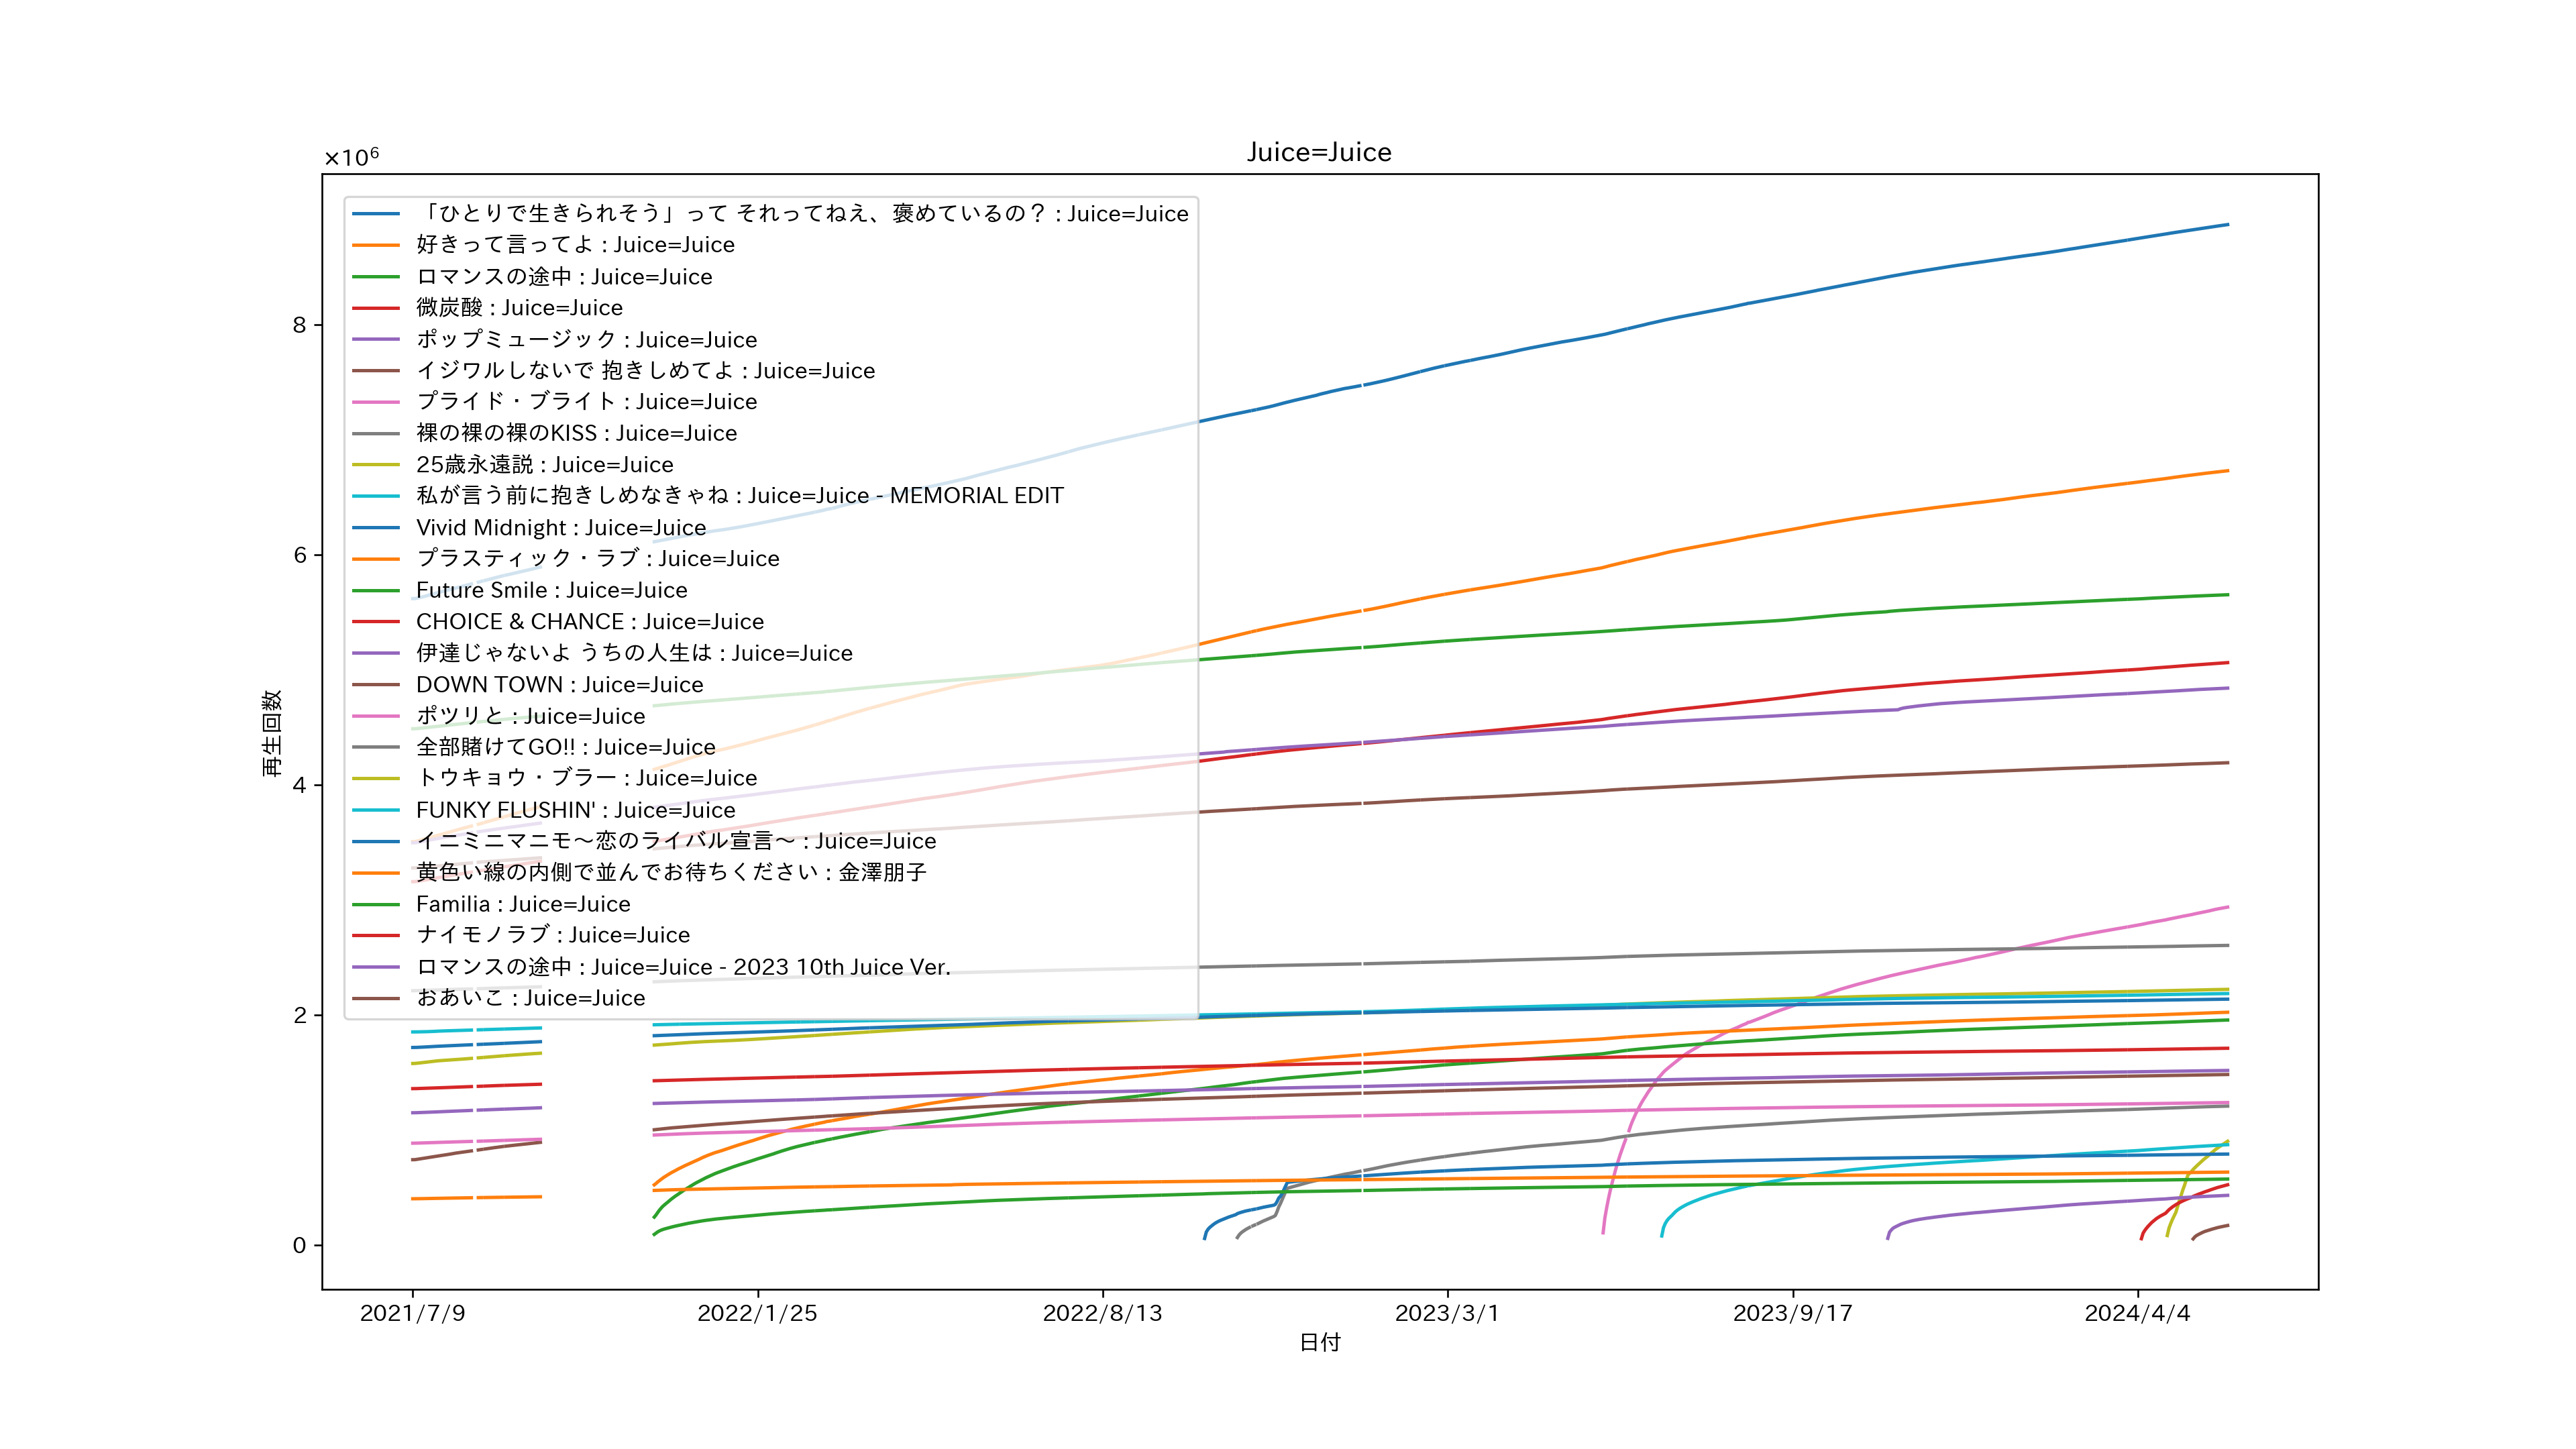 Juice=Juice
×10⁶
「ひとりで生きられそう」って それってねえ、褒めているの？ : Juice=Juice
好きって言ってよ : Juice=Juice
ロマンスの途中 : Juice=Juice
微炭酸 : Juice=Juice
ポップミュージック : Juice=Juice
イジワルしないで 抱きしめてよ : Juice=Juice
プライド・ブライト : Juice=Juice
裸の裸の裸のKISS : Juice=Juice
25歳永遠説 : Juice=Juice
私が言う前に抱きしめなきゃね : Juice=Juice - MEMORIAL EDIT
Vivid Midnight : Juice=Juice
プラスティック・ラブ : Juice=Juice
Future Smile : Juice=Juice
CHOICE & CHANCE : Juice=Juice
伊達じゃないよ うちの人生は : Juice=Juice
DOWN TOWN : Juice=Juice
ポツリと : Juice=Juice
全部賭けてGO!! : Juice=Juice
トウキョウ・ブラー : Juice=Juice
FUNKY FLUSHIN' : Juice=Juice
イニミニマニモ～恋のライバル宣言～ : Juice=Juice
黄色い線の内側で並んでお待ちください : 金澤朋子
Familia : Juice=Juice
ナイモノラブ : Juice=Juice
ロマンスの途中 : Juice=Juice - 2023 10th Juice Ver.
おあいこ : Juice=Juice
8
6
4
2
0
再生回数
2021/7/9
2022/1/25
2022/8/13
2023/3/1
2023/9/17
2024/4/4
日付